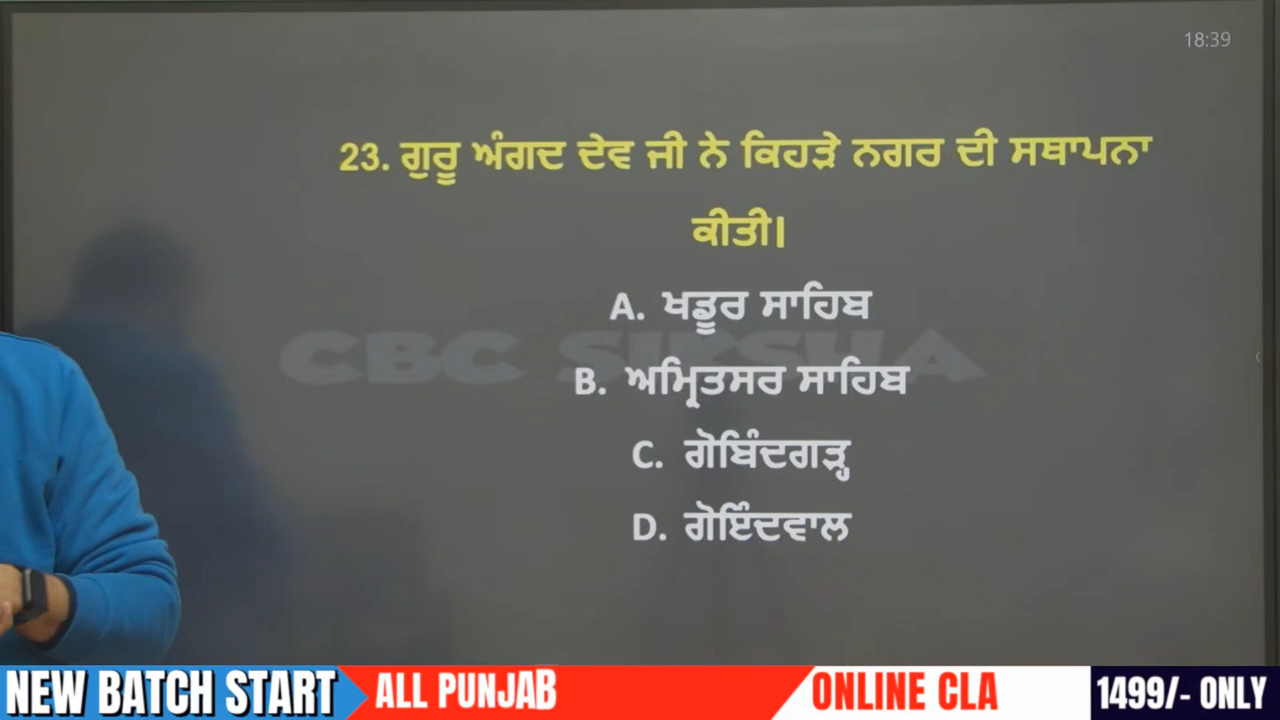 18:39
23. ਗੁਰੂ ਅੰਗਦ ਦੇਵ ਜੀ ਨੇ ਕਿਹੜੇ ਨਗਰ ਦੀ ਸਥਾਪਨਾ
ਕੀਤੀ।
A. ਖਡੂਰ ਸਾਹਿਬ
CBC SIKSHA
B. ਅਮ੍ਰਿਤਸਰ ਸਾਹਿਬ
C. ਗੋਬਿੰਦਗੜ੍ਹ
D. ਗੋਇੰਦਵਾਲ
NEW BATCH START ALL PUNJAB ONLINE CLA 1499/- ONLY